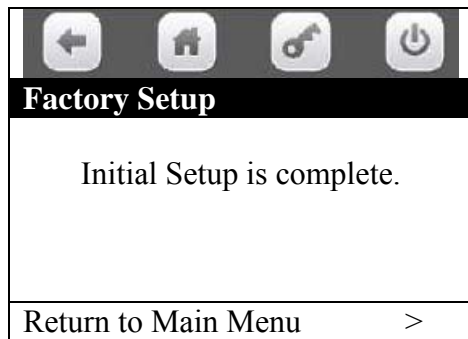 Factory Setup
Initial Setup is complete.
Return to Main Menu >